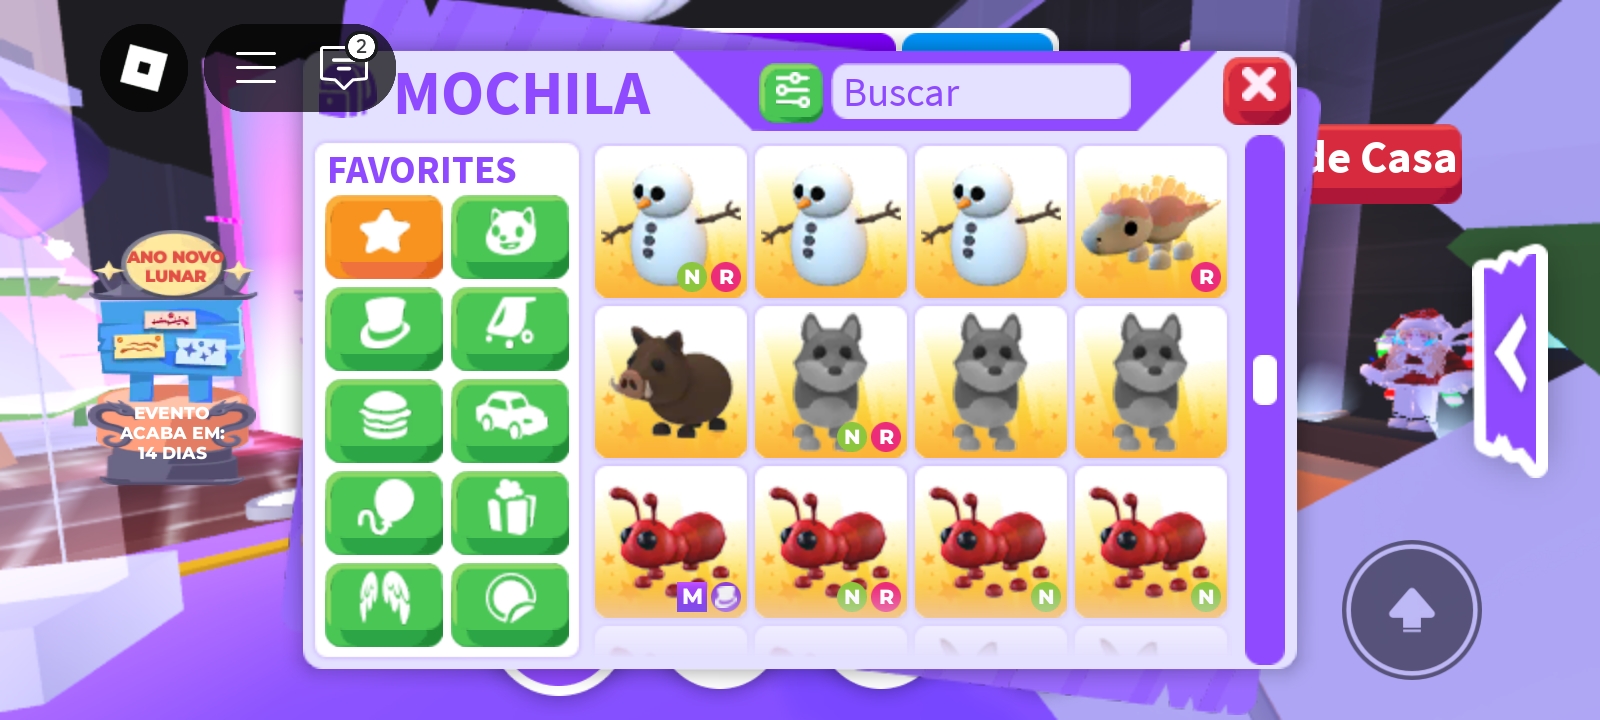 2
MOCHILA
Buscar
FAVORITES
de Casa
ANO NOVO
LUNAR
EVENTO
ACABA EM:
14 DIAS
N R
R
N R
M
N R
N
N